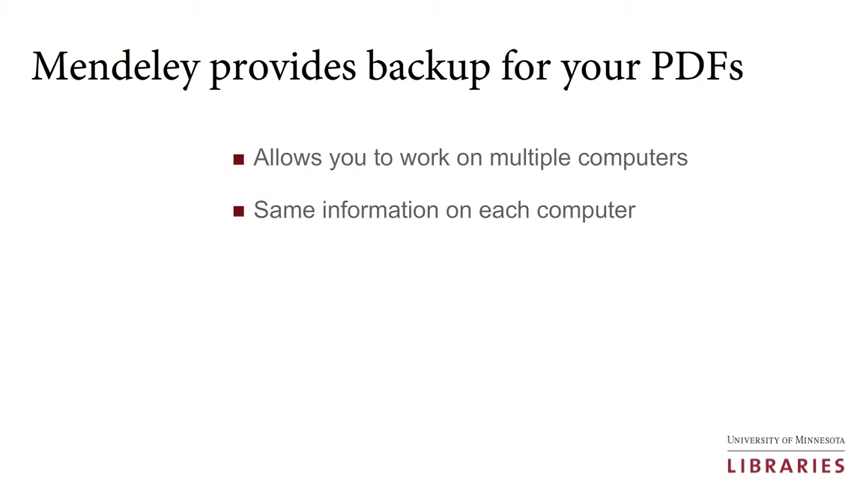 Mendeley provides backup for your PDFs
Allows you to work on multiple computers
Same information on each computer
University of Minnesota
LIBRARIES